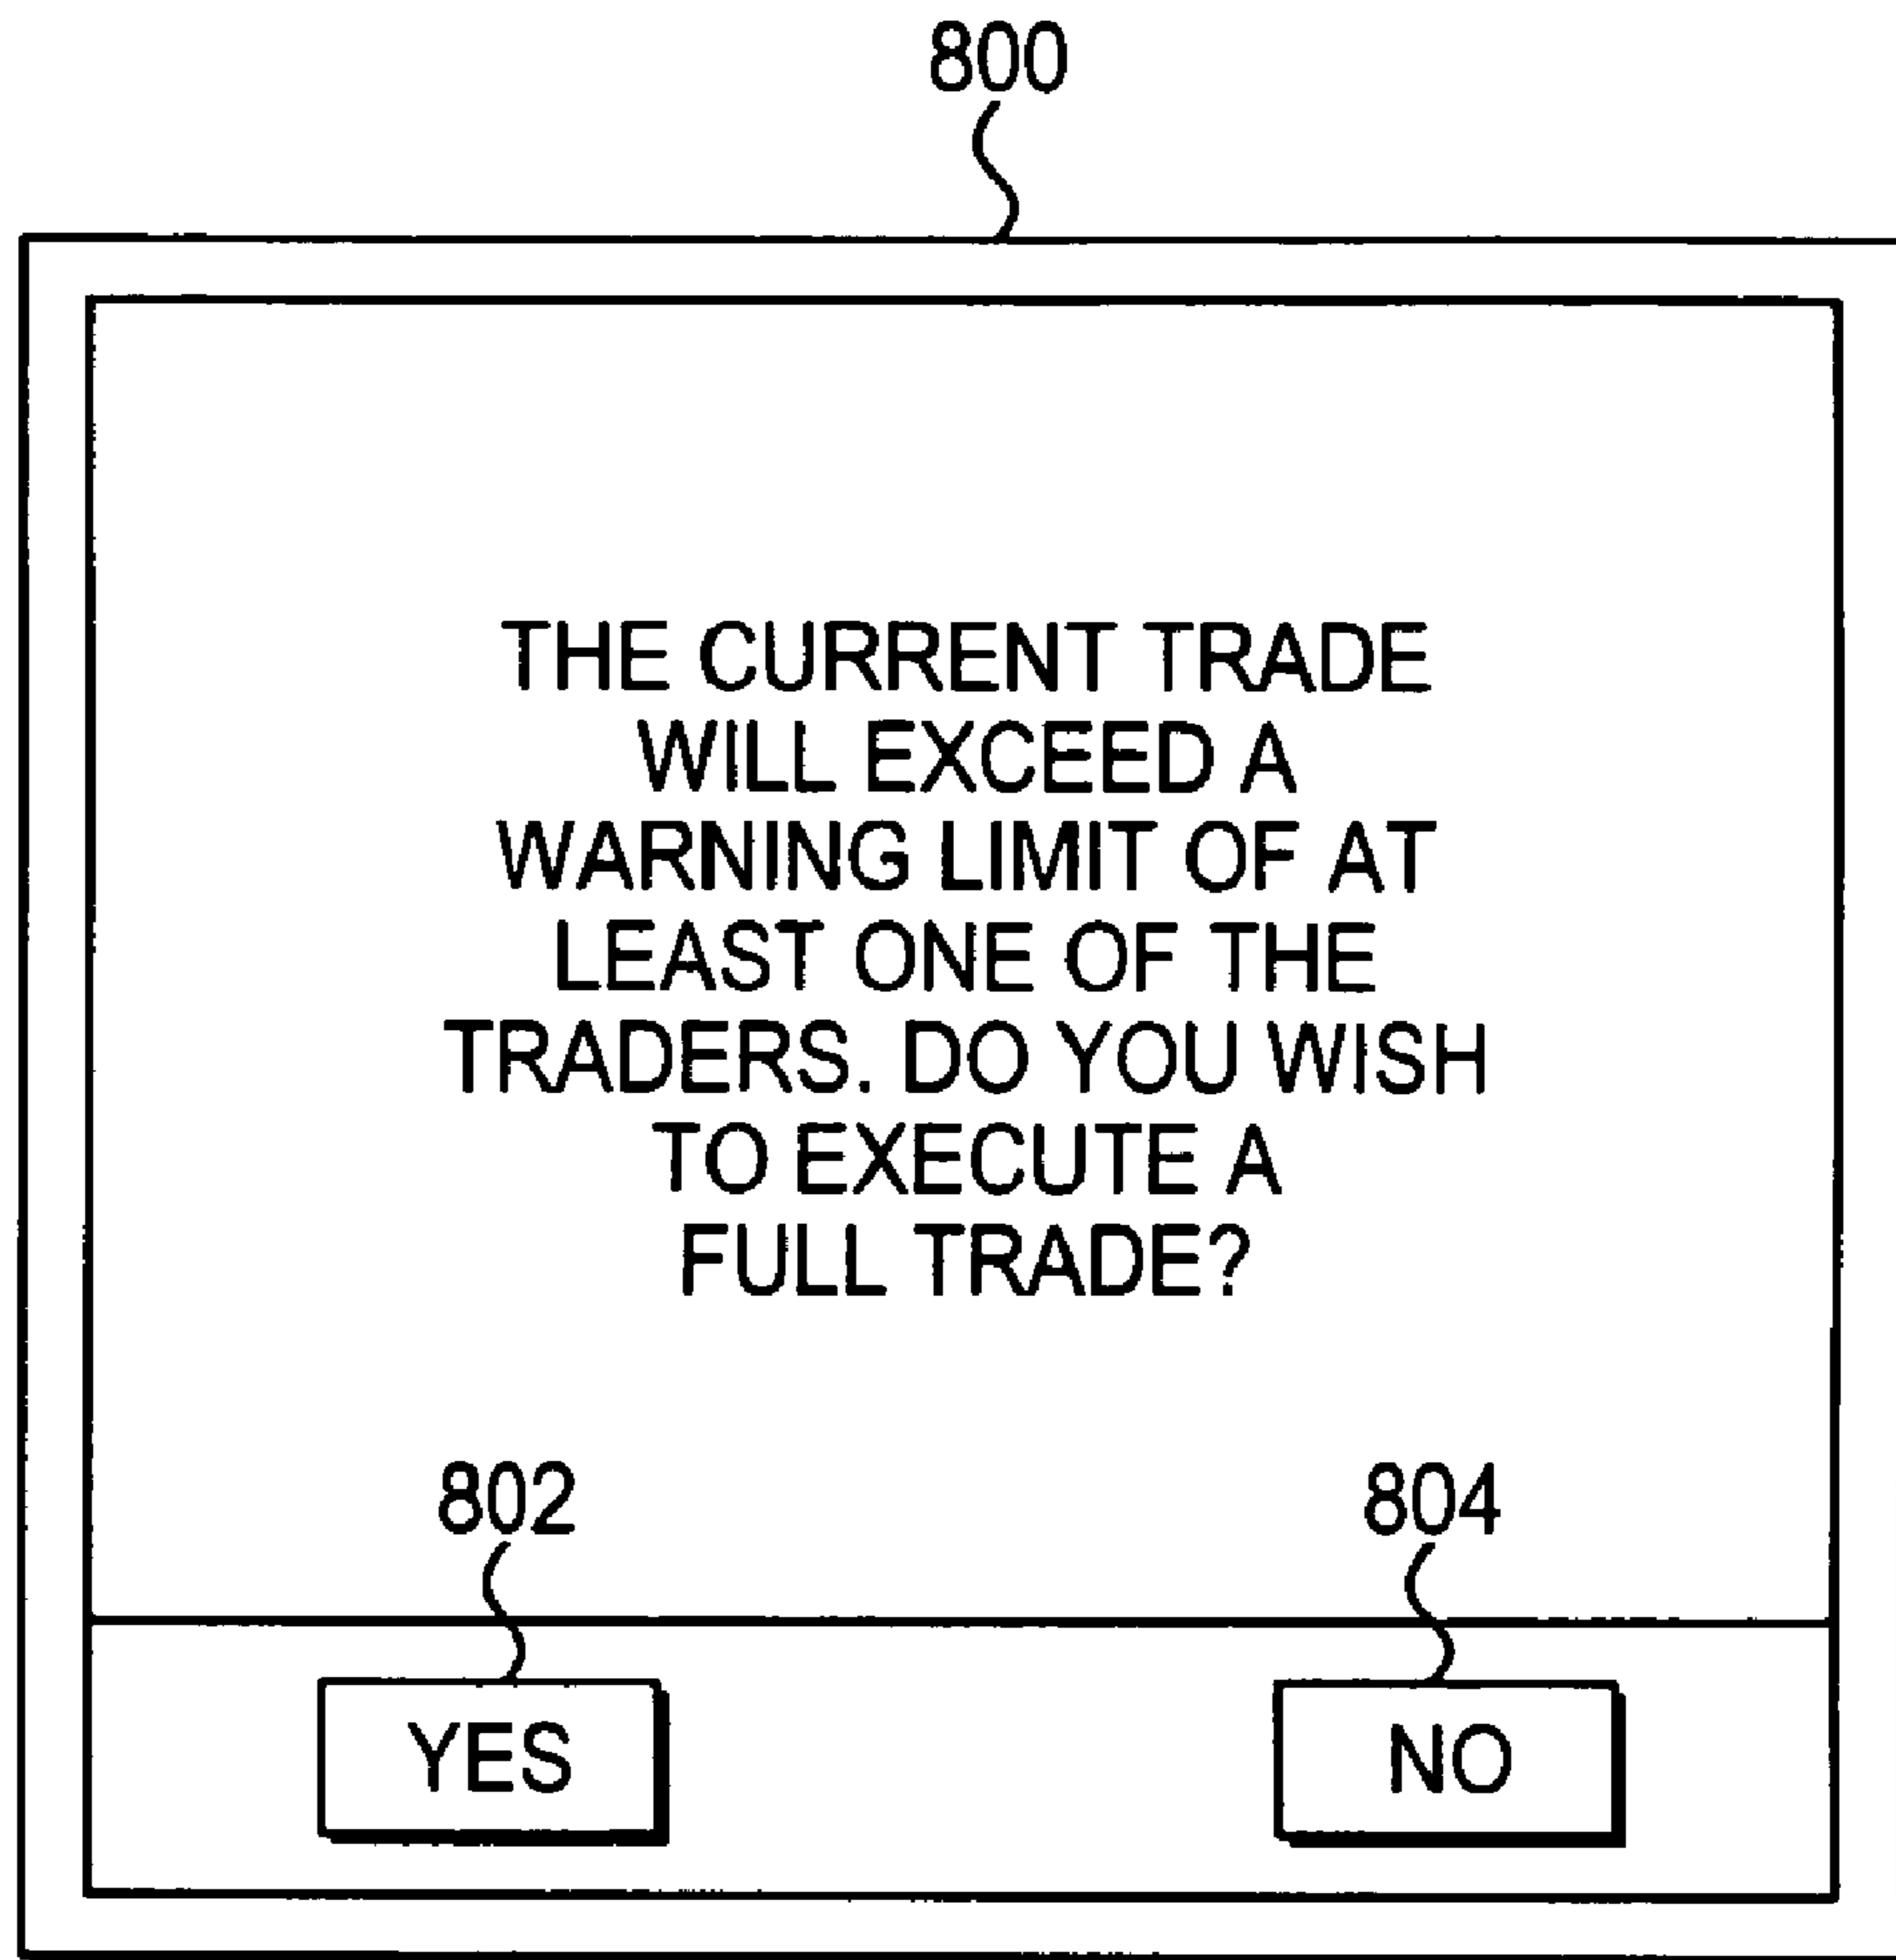 800
THE CURRENT TRADE
WILL EXCEED A
WARNING LIMIT OF AT
LEAST ONE OF THE
TRADERS. DO YOU WISH
TO EXECUTE A
FULL TRADE?
802 804
YES NO